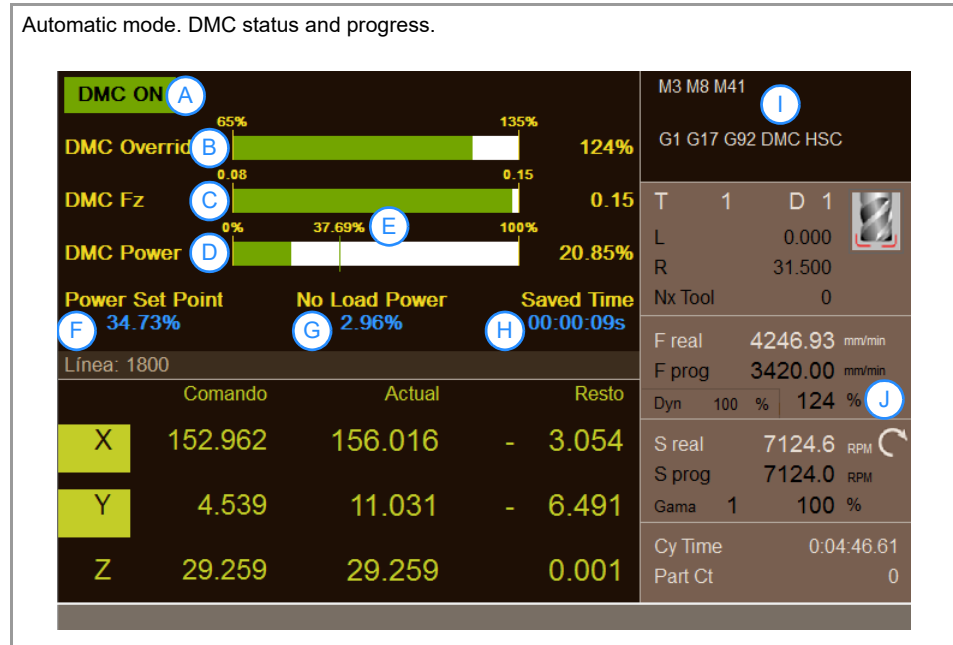 Automatic mode. DMC status and progress.
DMC ON A
65% 135%
DMC Overrid B 124%
0.08 0.15
DMC Fz C 0.15
0% 37.69% E 100%
DMC Power D 20.85%
Power Set Point No Load Power Saved Time
F 34.73% G 2.96% H 00:00:09s
Línea: 1800
Comando Actual Resto
X 152.962 156.016 - 3.054
Y 4.539 11.031 - 6.491
Z 29.259 29.259 0.001
M3 M8 M41
I
G1 G17 G92 DMC HSC
T 1 D 1
L 0.000
R 31.500
Nx Tool 0
F real 4246.93 mm/min
F prog 3420.00 mm/min
Dyn 100 % 124 % J
S real 7124.6 RPM
S prog 7124.0 RPM
Gama 1 100 %
Cy Time 0:04:46.61
Part Ct 0